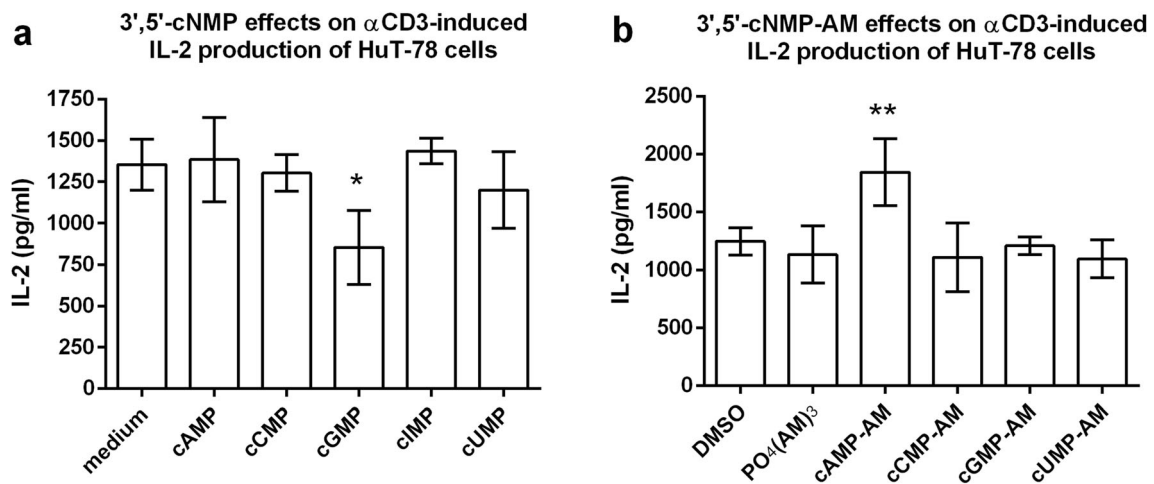 a
3',5'-cNMP effects on αCD3-induced
IL-2 production of HuT-78 cells
IL-2 (pg/ml)
1750
1500
1250
1000
750
500
250
0
*
medium
cAMP
cCMP
cGMP
cIMP
cUMP
b
3',5'-cNMP-AM effects on αCD3-induced
IL-2 production of HuT-78 cells
IL-2 (pg/ml)
2500
2000
1500
1000
500
0
**
DMSO
PO₄(AM)₃
cAMP-AM
cCMP-AM
cGMP-AM
cUMP-AM